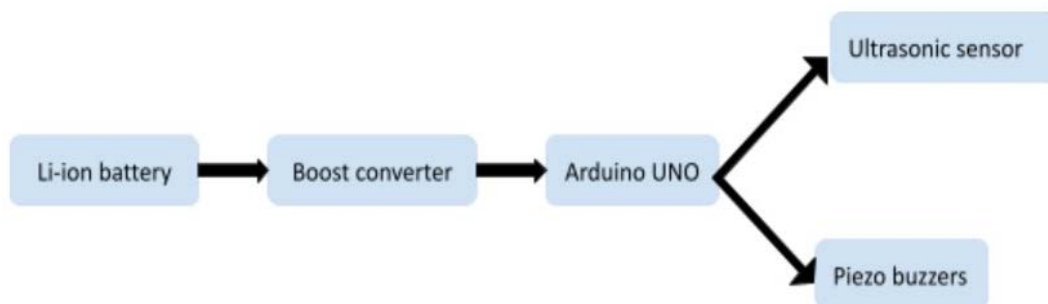 Ultrasonic sensor
Li-ion battery
Boost converter
Arduino UNO
Piezo buzzers